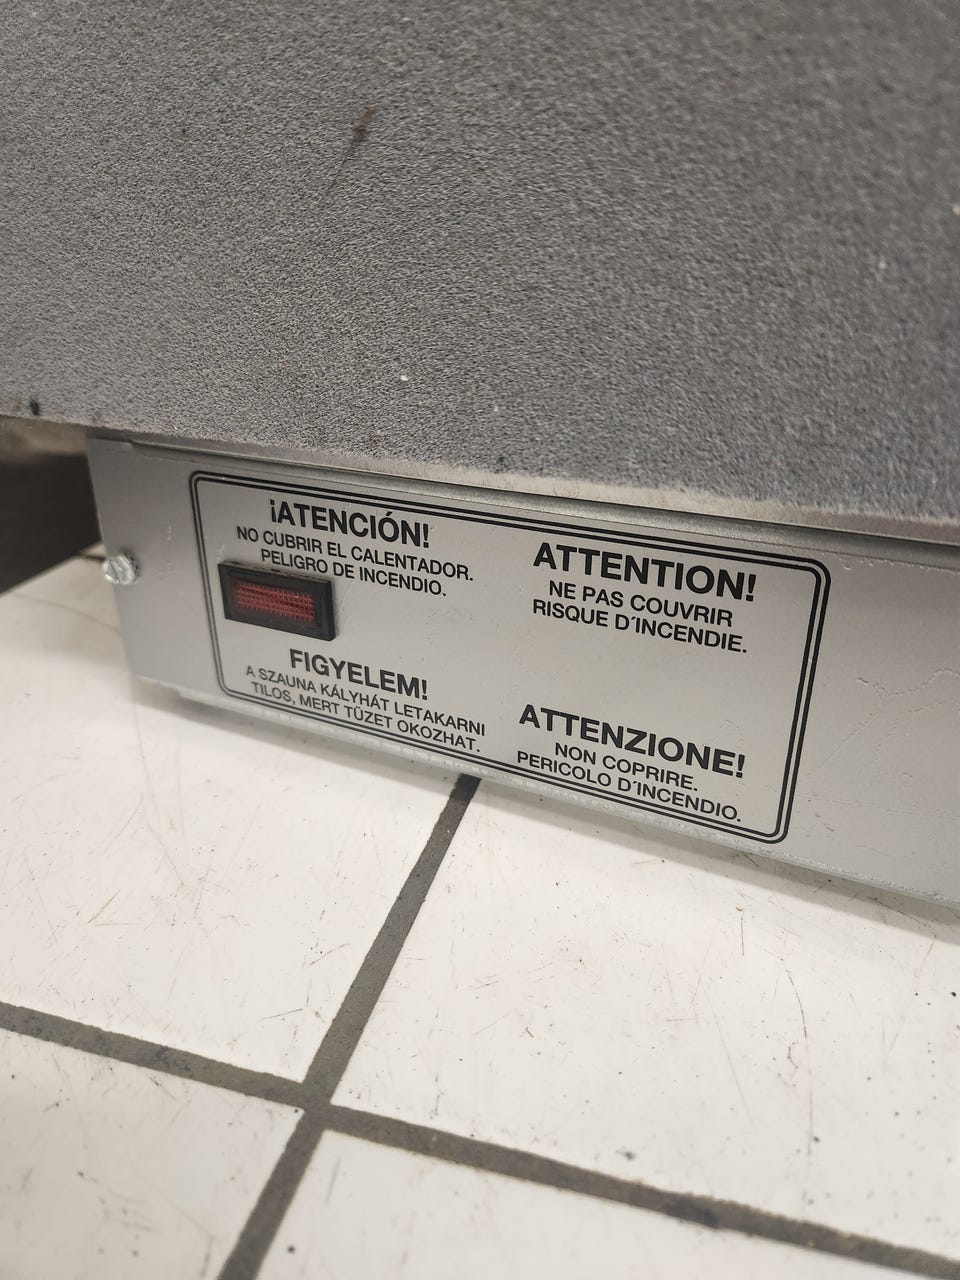 ¡ATENCIÓN!
NO CUBRIR EL CALENTADOR.
PELIGRO DE INCENDIO.
ATTENTION!
NE PAS COUVRIR
RISQUE D´INCENDIE.
FIGYELEM!
A SZAUNA KÁLYHÁT LETAKARNI
TILOS, MERT TÜZET OKOZHAT.
ATTENZIONE!
NON COPRIRE.
PERICOLO D´INCENDIO.